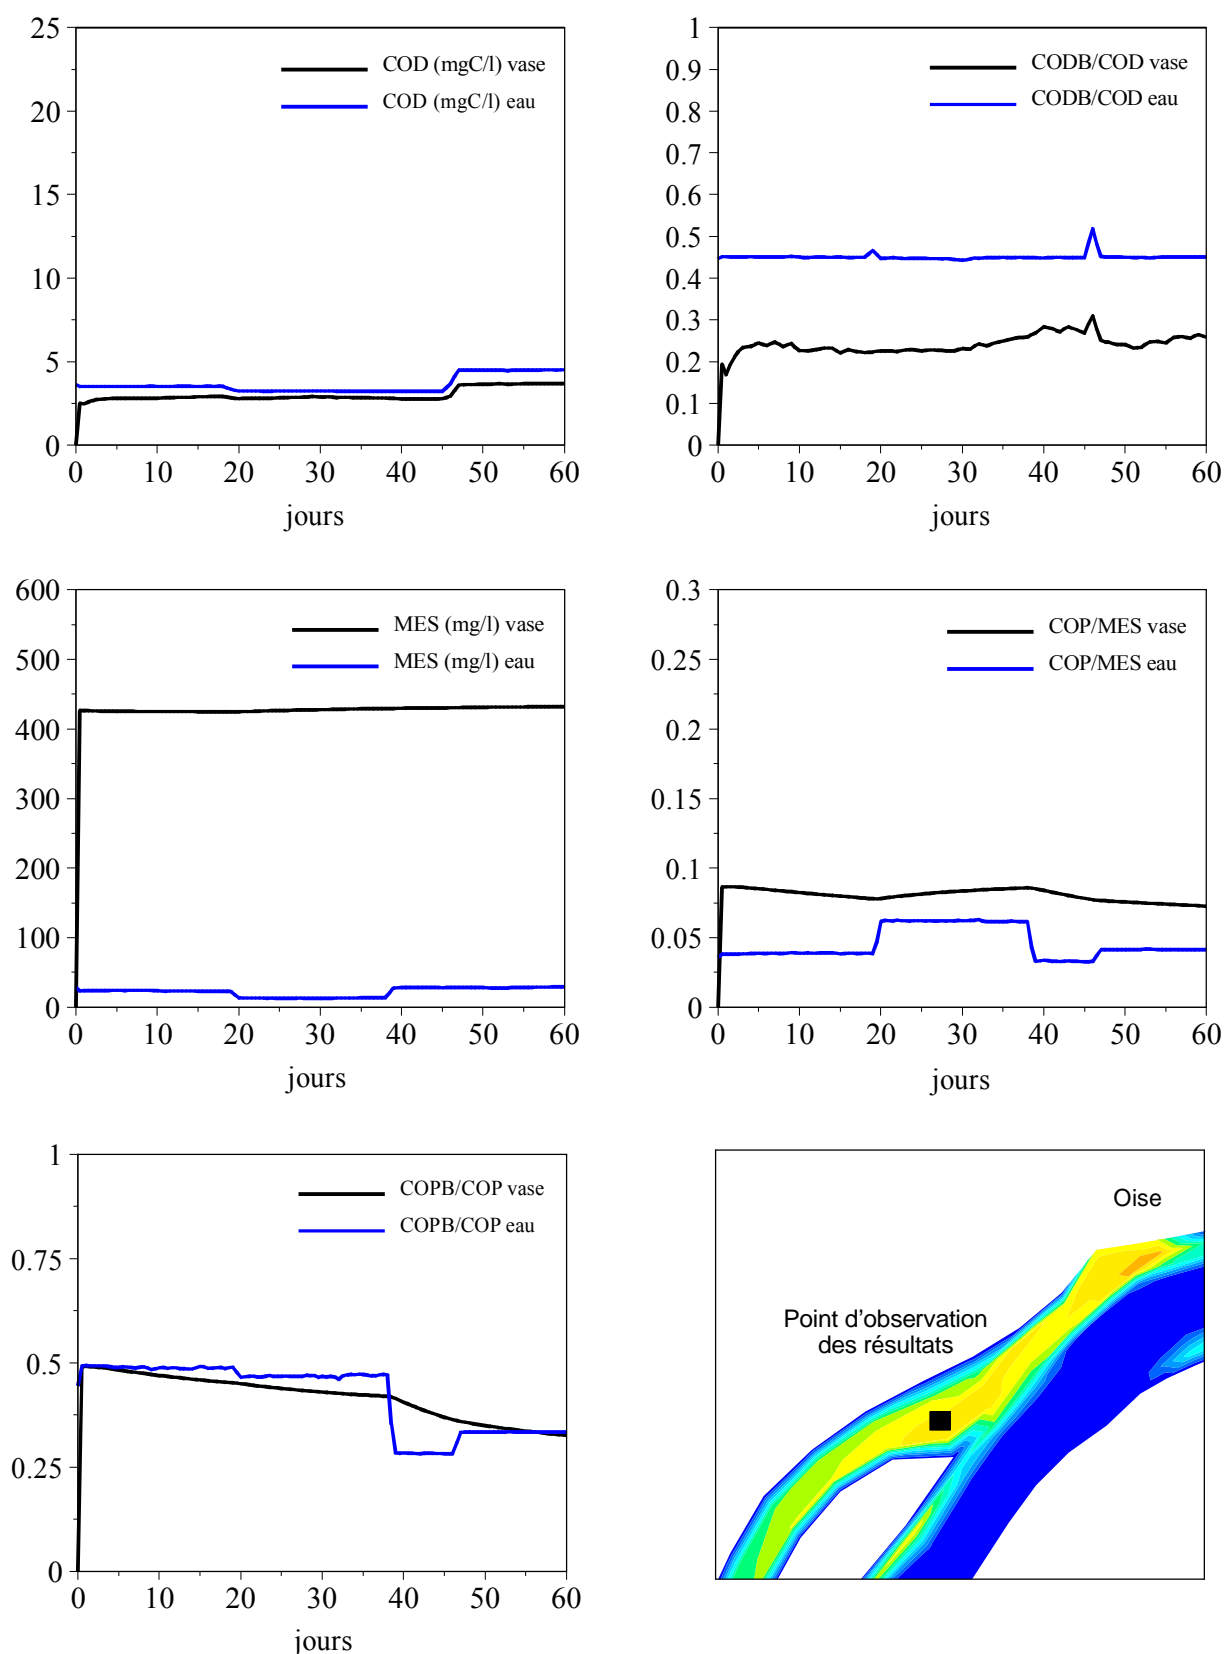 25
20
15
10
5
0
COD (mgC/l) vase
COD (mgC/l) eau
0 10 20 30 40 50 60
jours
1
0.9
0.8
0.7
0.6
0.5
0.4
0.3
0.2
0.1
0
CODB/COD vase
CODB/COD eau
0 10 20 30 40 50 60
jours
600
500
400
300
200
100
0
MES (mg/l) vase
MES (mg/l) eau
0 10 20 30 40 50 60
jours
0.3
0.25
0.2
0.15
0.1
0.05
0
COP/MES vase
COP/MES eau
0 10 20 30 40 50 60
jours
1
0.75
0.5
0.25
0
COPB/COP vase
COPB/COP eau
0 10 20 30 40 50 60
jours
Oise
Point d'observation
des résultats